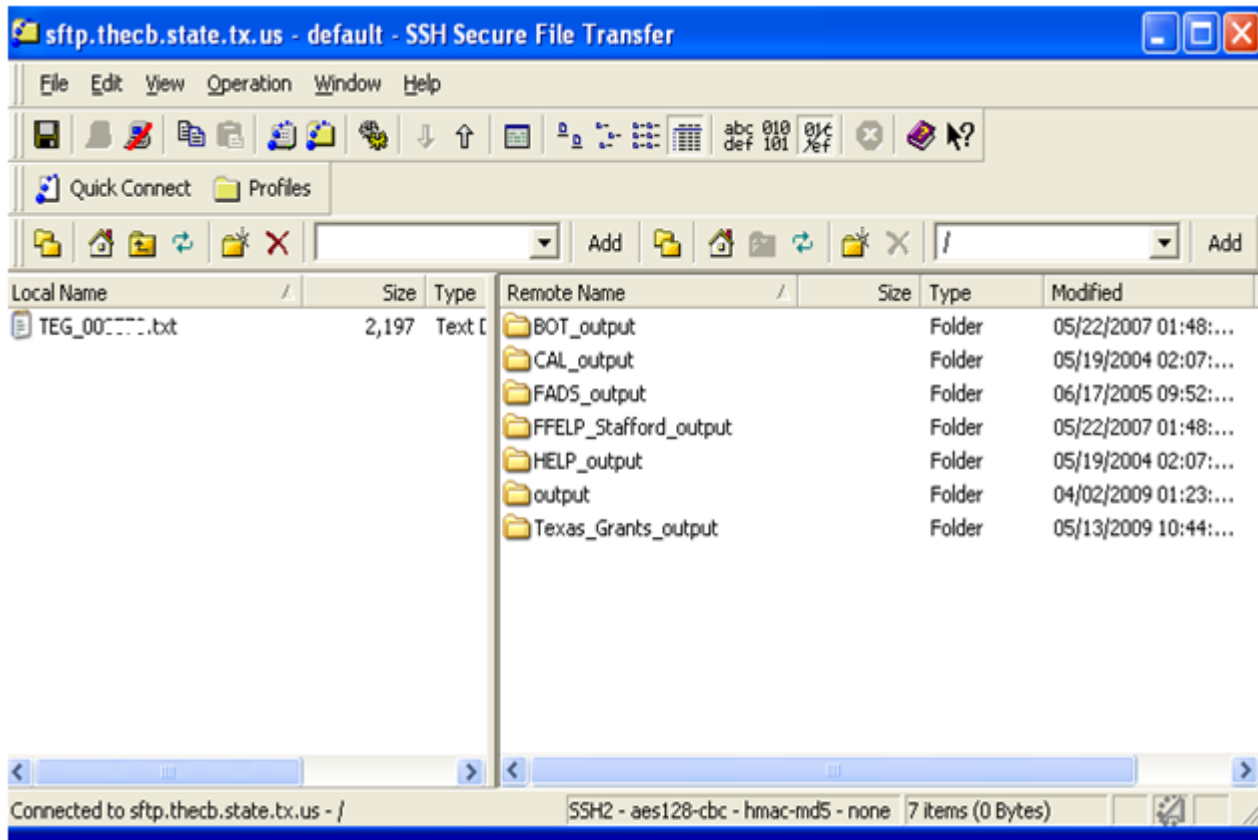 sftp.thecb.state.tx.us - default - SSH Secure File Transfer
File Edit View Operation Window Help
abc def 010 101
Quick Connect Profiles
Add / Add
Local Name Size Type Remote Name Size Type Modified
.txt 2,197 Text BOT_output Folder 05/22/2007 01:48:...
CAL_output Folder 05/19/2004 02:07:...
FADS_output Folder 06/17/2005 09:52:...
FFELP_Stafford_output Folder 05/22/2007 01:48:...
HELP_output Folder 05/19/2004 02:07:...
output Folder 04/02/2009 01:23:...
Texas_Grants_output Folder 05/13/2009 10:44:...
Connected to sftp.thecb.state.tx.us - / SSH2 - aes128-cbc - hmac-md5 - none 7 items (0 Bytes)